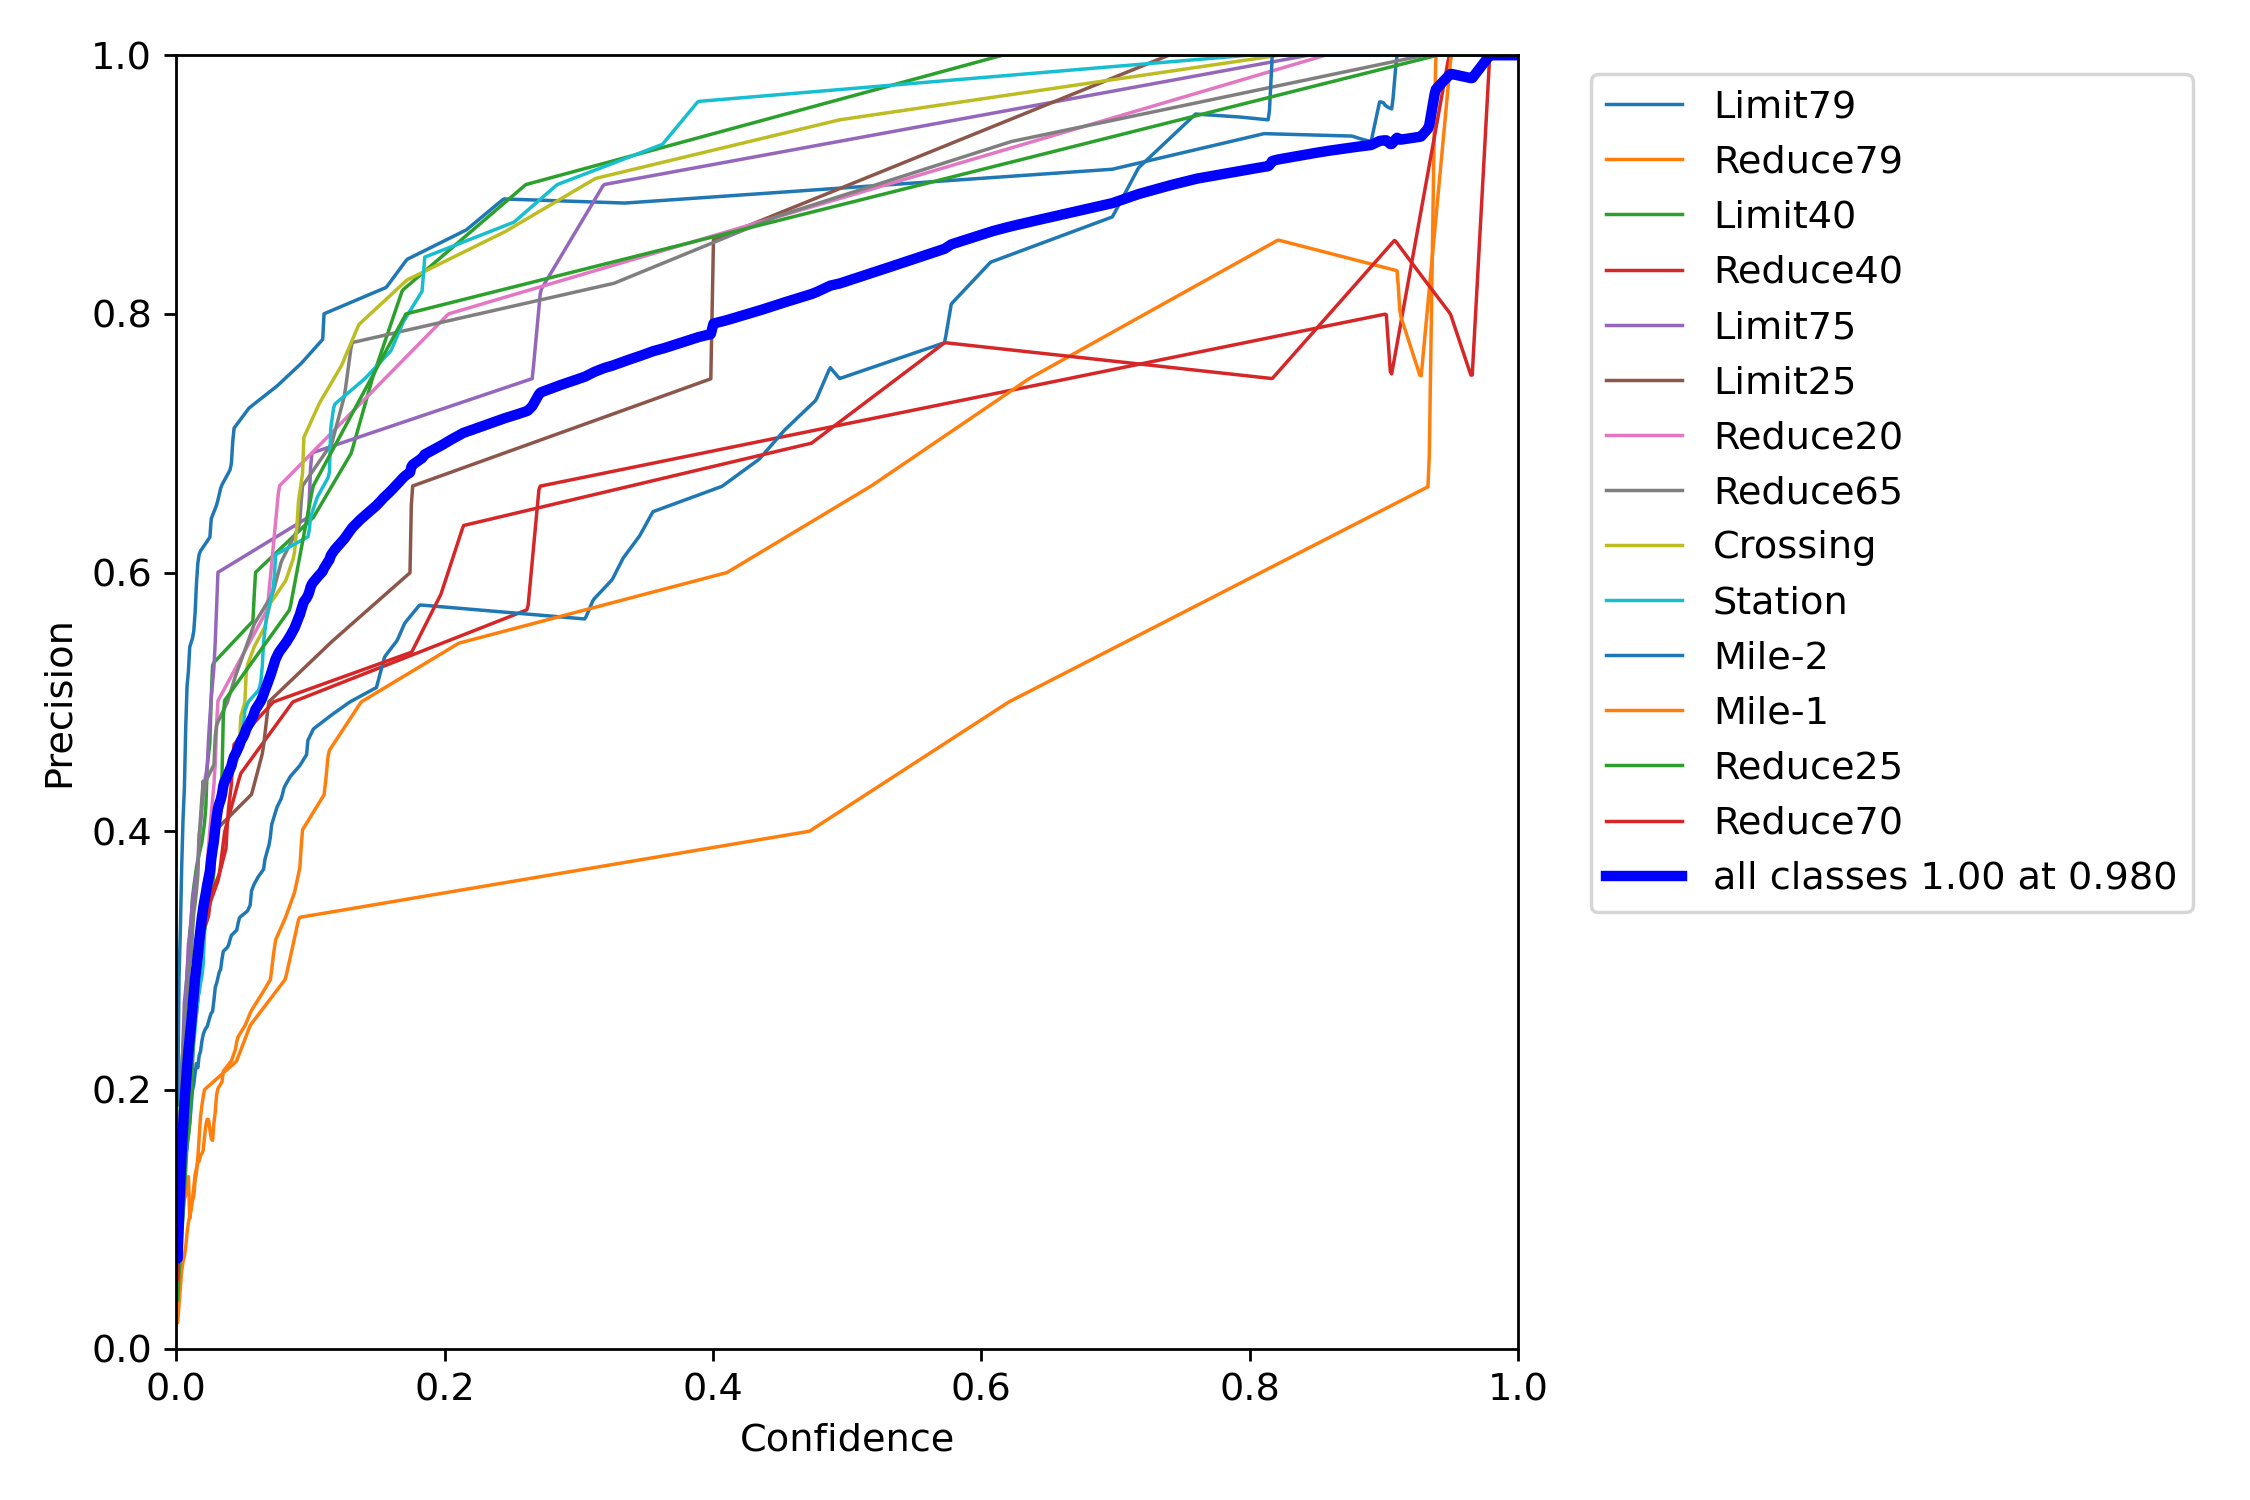 1.0
0.8
0.6
0.4
0.2
0.0
Precision
0.0 0.2 0.4 0.6 0.8 1.0
Confidence
Limit79
Reduce79
Limit40
Reduce40
Limit75
Limit25
Reduce20
Reduce65
Crossing
Station
Mile-2
Mile-1
Reduce25
Reduce70
all classes 1.00 at 0.980